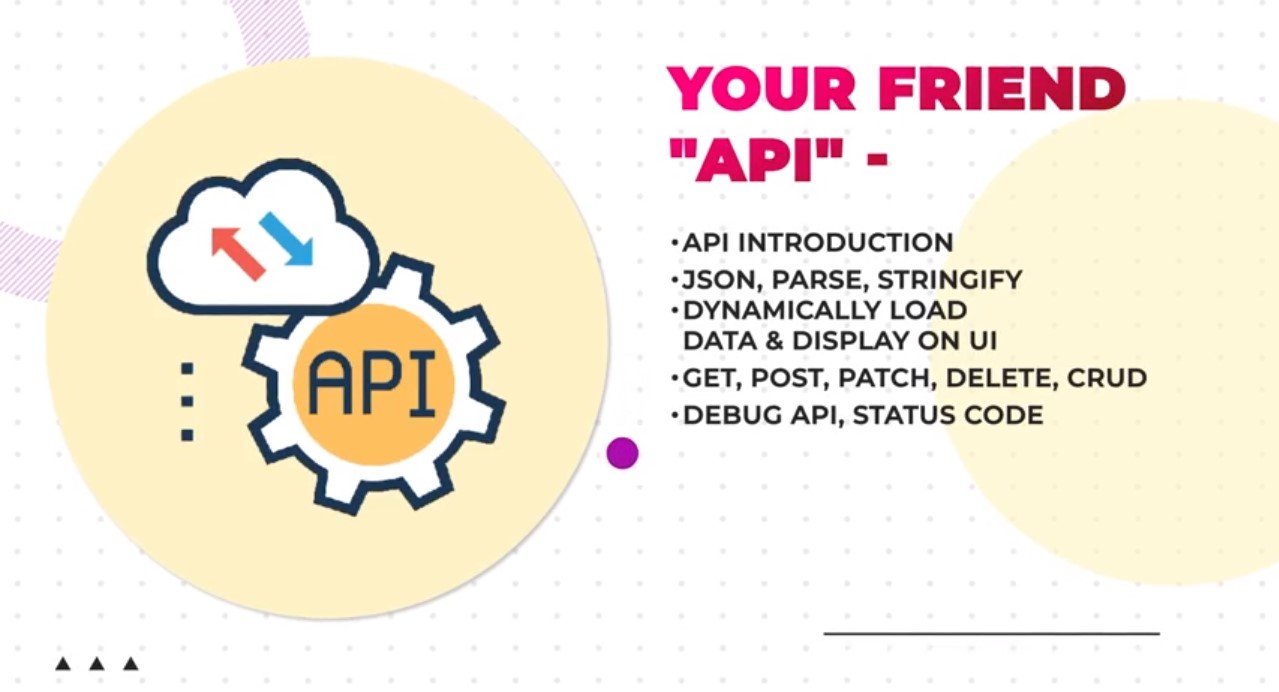 API
YOUR FRIEND
"API" -
•API INTRODUCTION
•JSON, PARSE, STRINGIFY
•DYNAMICALLY LOAD
DATA & DISPLAY ON UI
•GET, POST, PATCH, DELETE, CRUD
•DEBUG API, STATUS CODE